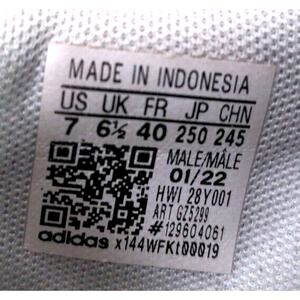 MADE IN INDONESIA
US UK FR JP CHN
7 6½ 40 250 245
MALE/MÂLE
01/22
HWI 28Y001
ART GZ5299
#129604061
adidas x144WFKt00019